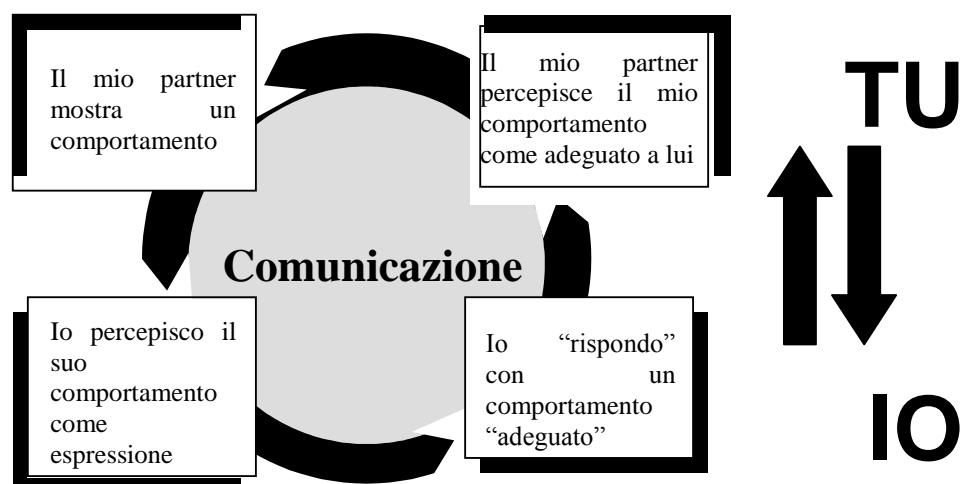 Il mio partner
mostra un
comportamento
Il mio partner
percepisce il mio
comportamento
come adeguato a lui
TU
Comunicazione
Io percepisco il
suo
comportamento
come
espressione
Io “rispondo”
con un
comportamento
“adeguato”
IO